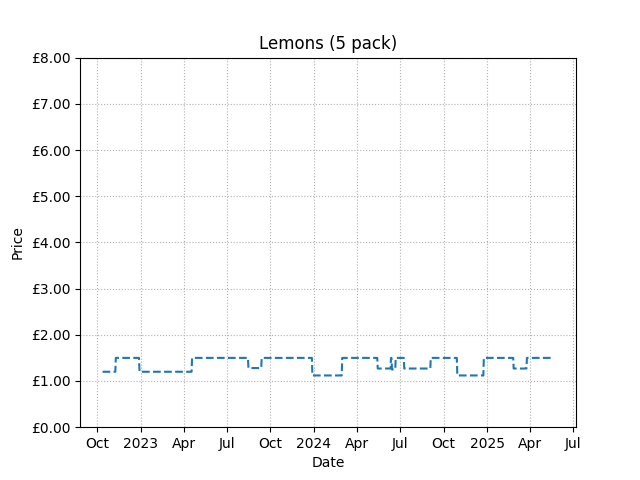 Lemons (5 pack)
£8.00
£7.00
£6.00
£5.00
£4.00
£3.00
£2.00
£1.00
£0.00
Price
Oct 2023 Apr Jul Oct 2024 Apr Jul Oct 2025 Apr Jul
Date